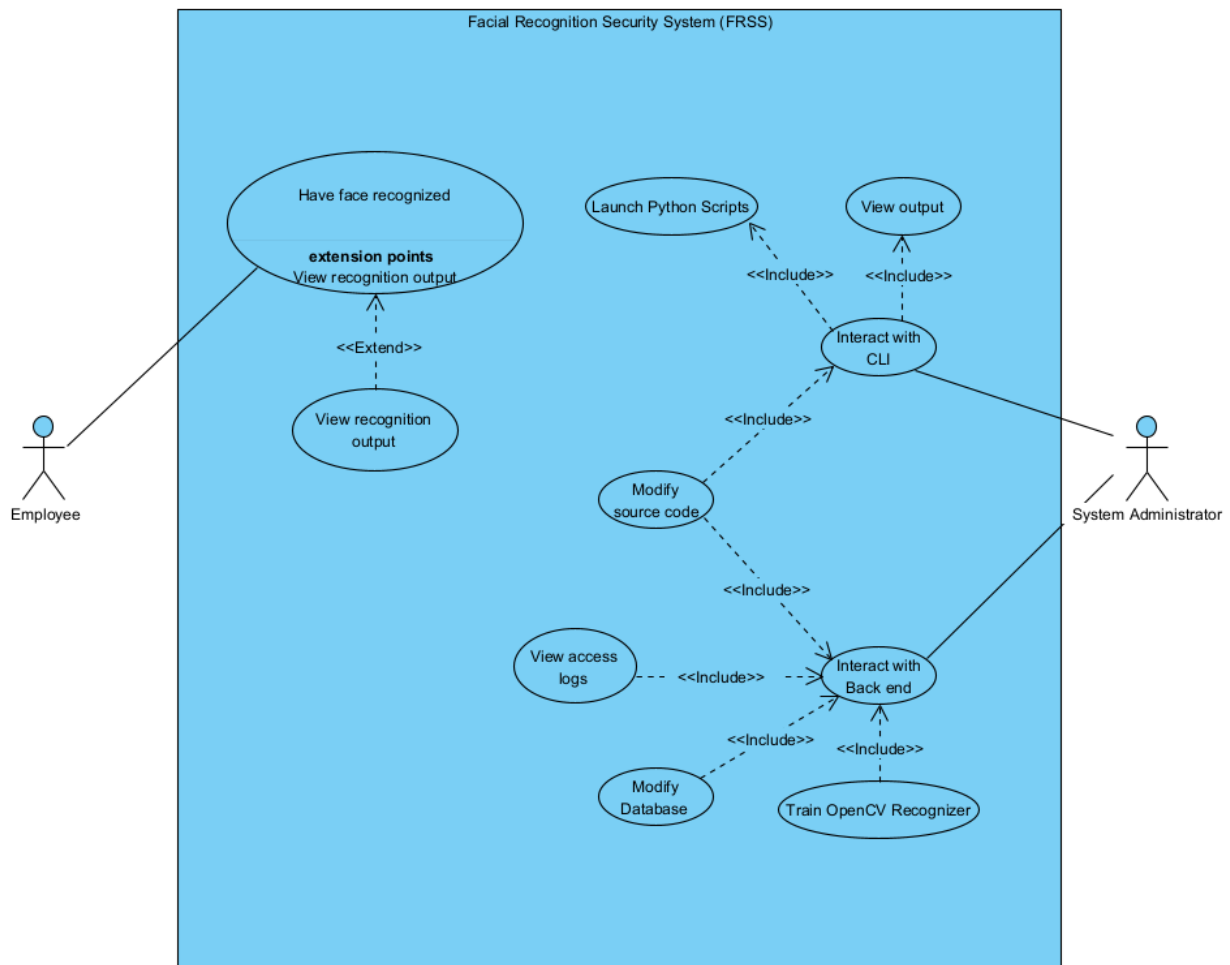 Facial Recognition Security System (FRSS)
Have face recognized
extension points
View recognition output
<<Extend>>
View recognition
output
Employee
Launch Python Scripts
View output
<<Include>>
<<Include>>
Interact with
CLI
<<Include>>
Modify
source code
System Administrator
<<Include>>
View access
logs
<<Include>>
Interact with
Back end
<<Include>>
<<Include>>
Modify
Database
Train OpenCV Recognizer